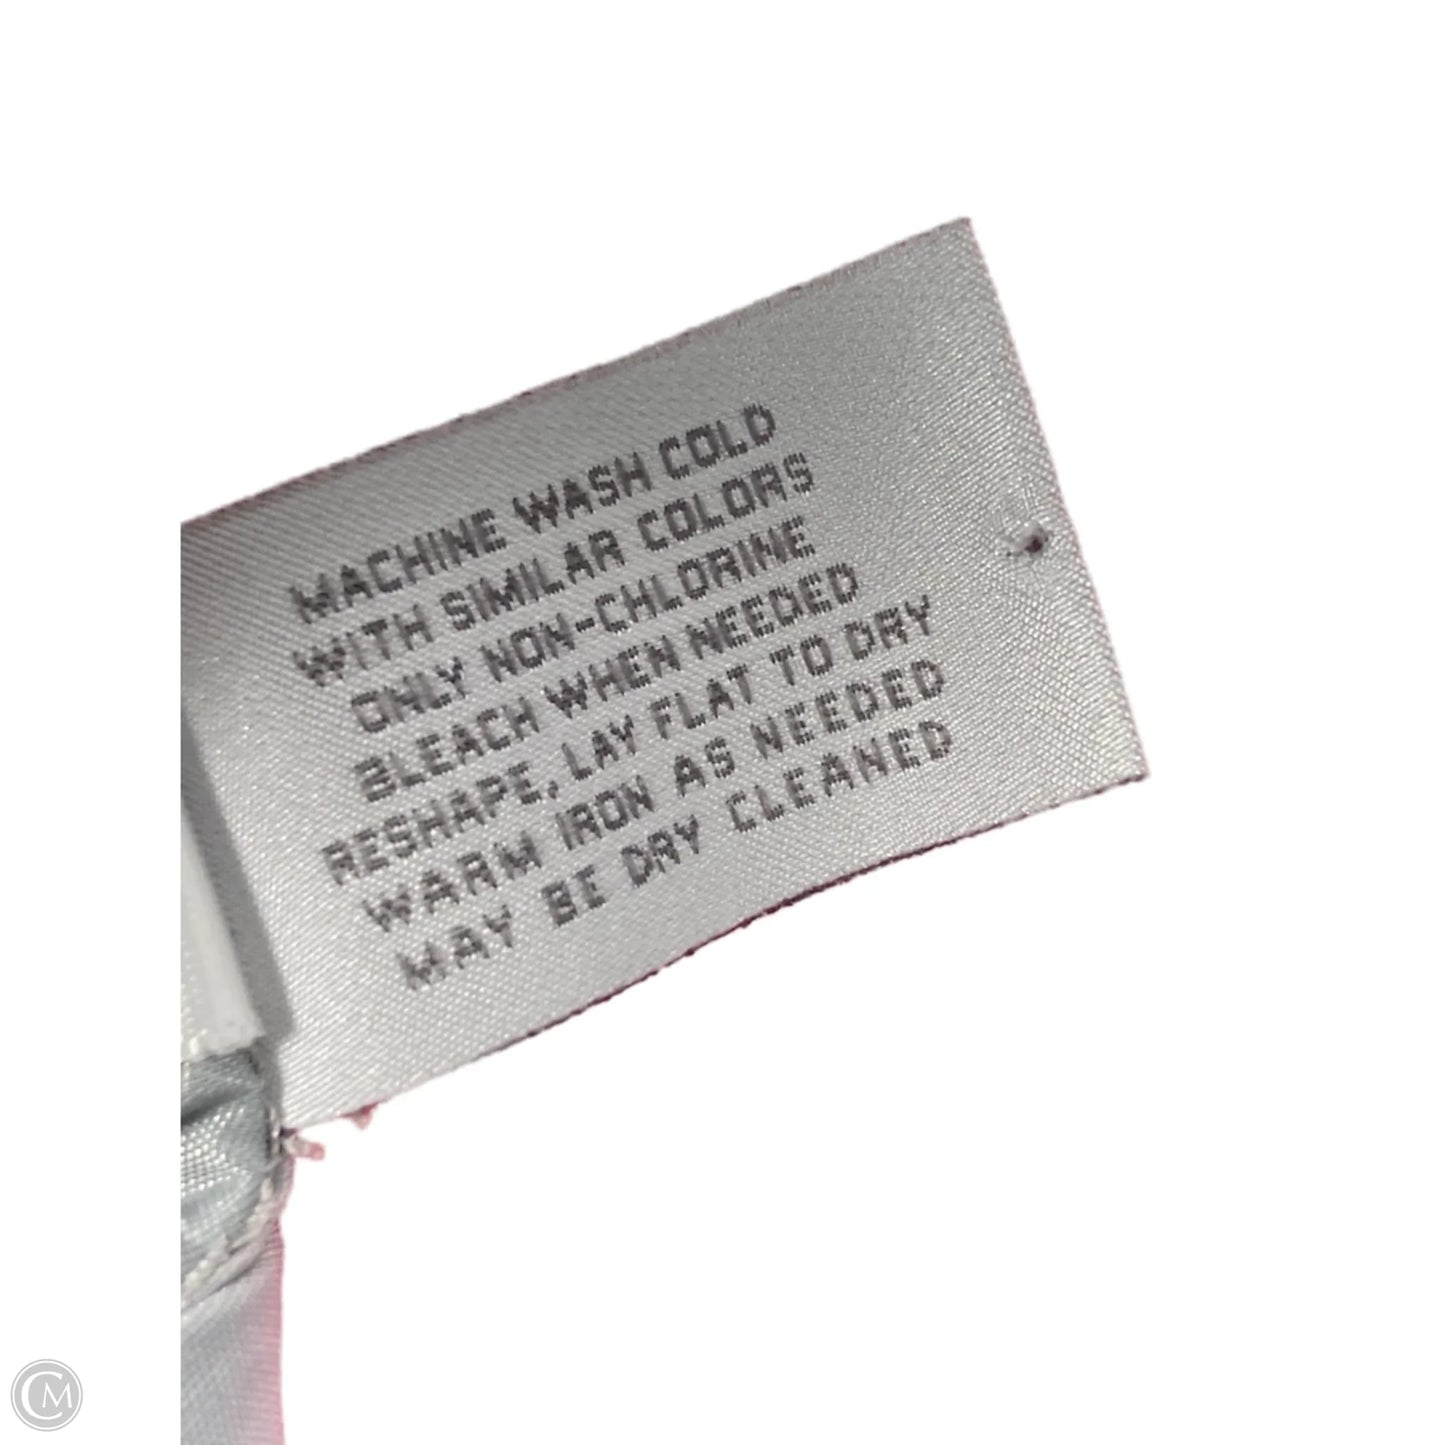 MACHINE WASH COLD
WITH SIMILAR COLORS
ONLY NON-CHLORINE
BLEACH WHEN NEEDED
RESHAPE, LAY FLAT TO DRY
WARM IRON AS NEEDED
MAY BE DRY CLEANED
CM